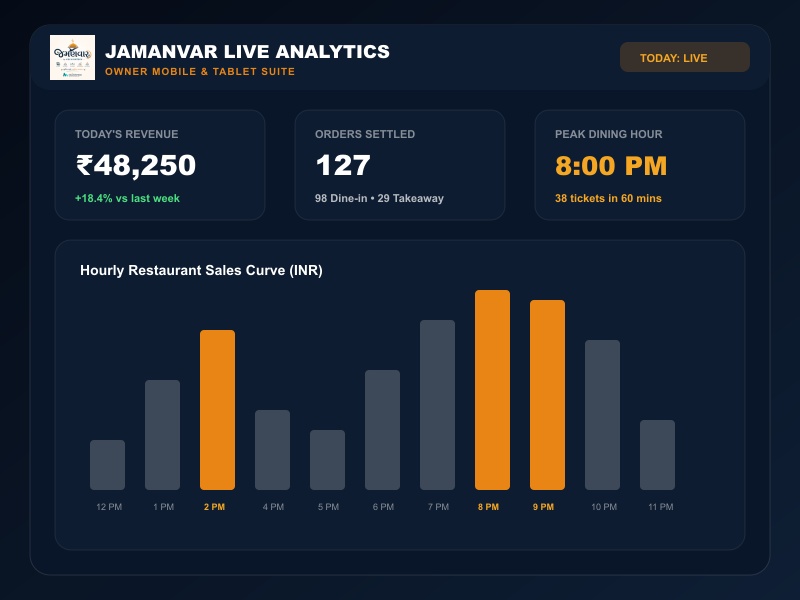 જમણવાર
JAMANVAR LIVE ANALYTICS
OWNER MOBILE & TABLET SUITE
TODAY: LIVE
TODAY'S REVENUE
₹48,250
+18.4% vs last week
ORDERS SETTLED
127
98 Dine-in • 29 Takeaway
PEAK DINING HOUR
8:00 PM
38 tickets in 60 mins
Hourly Restaurant Sales Curve (INR)
12 PM 1 PM 2 PM 4 PM 5 PM 6 PM 7 PM 8 PM 9 PM 10 PM 11 PM